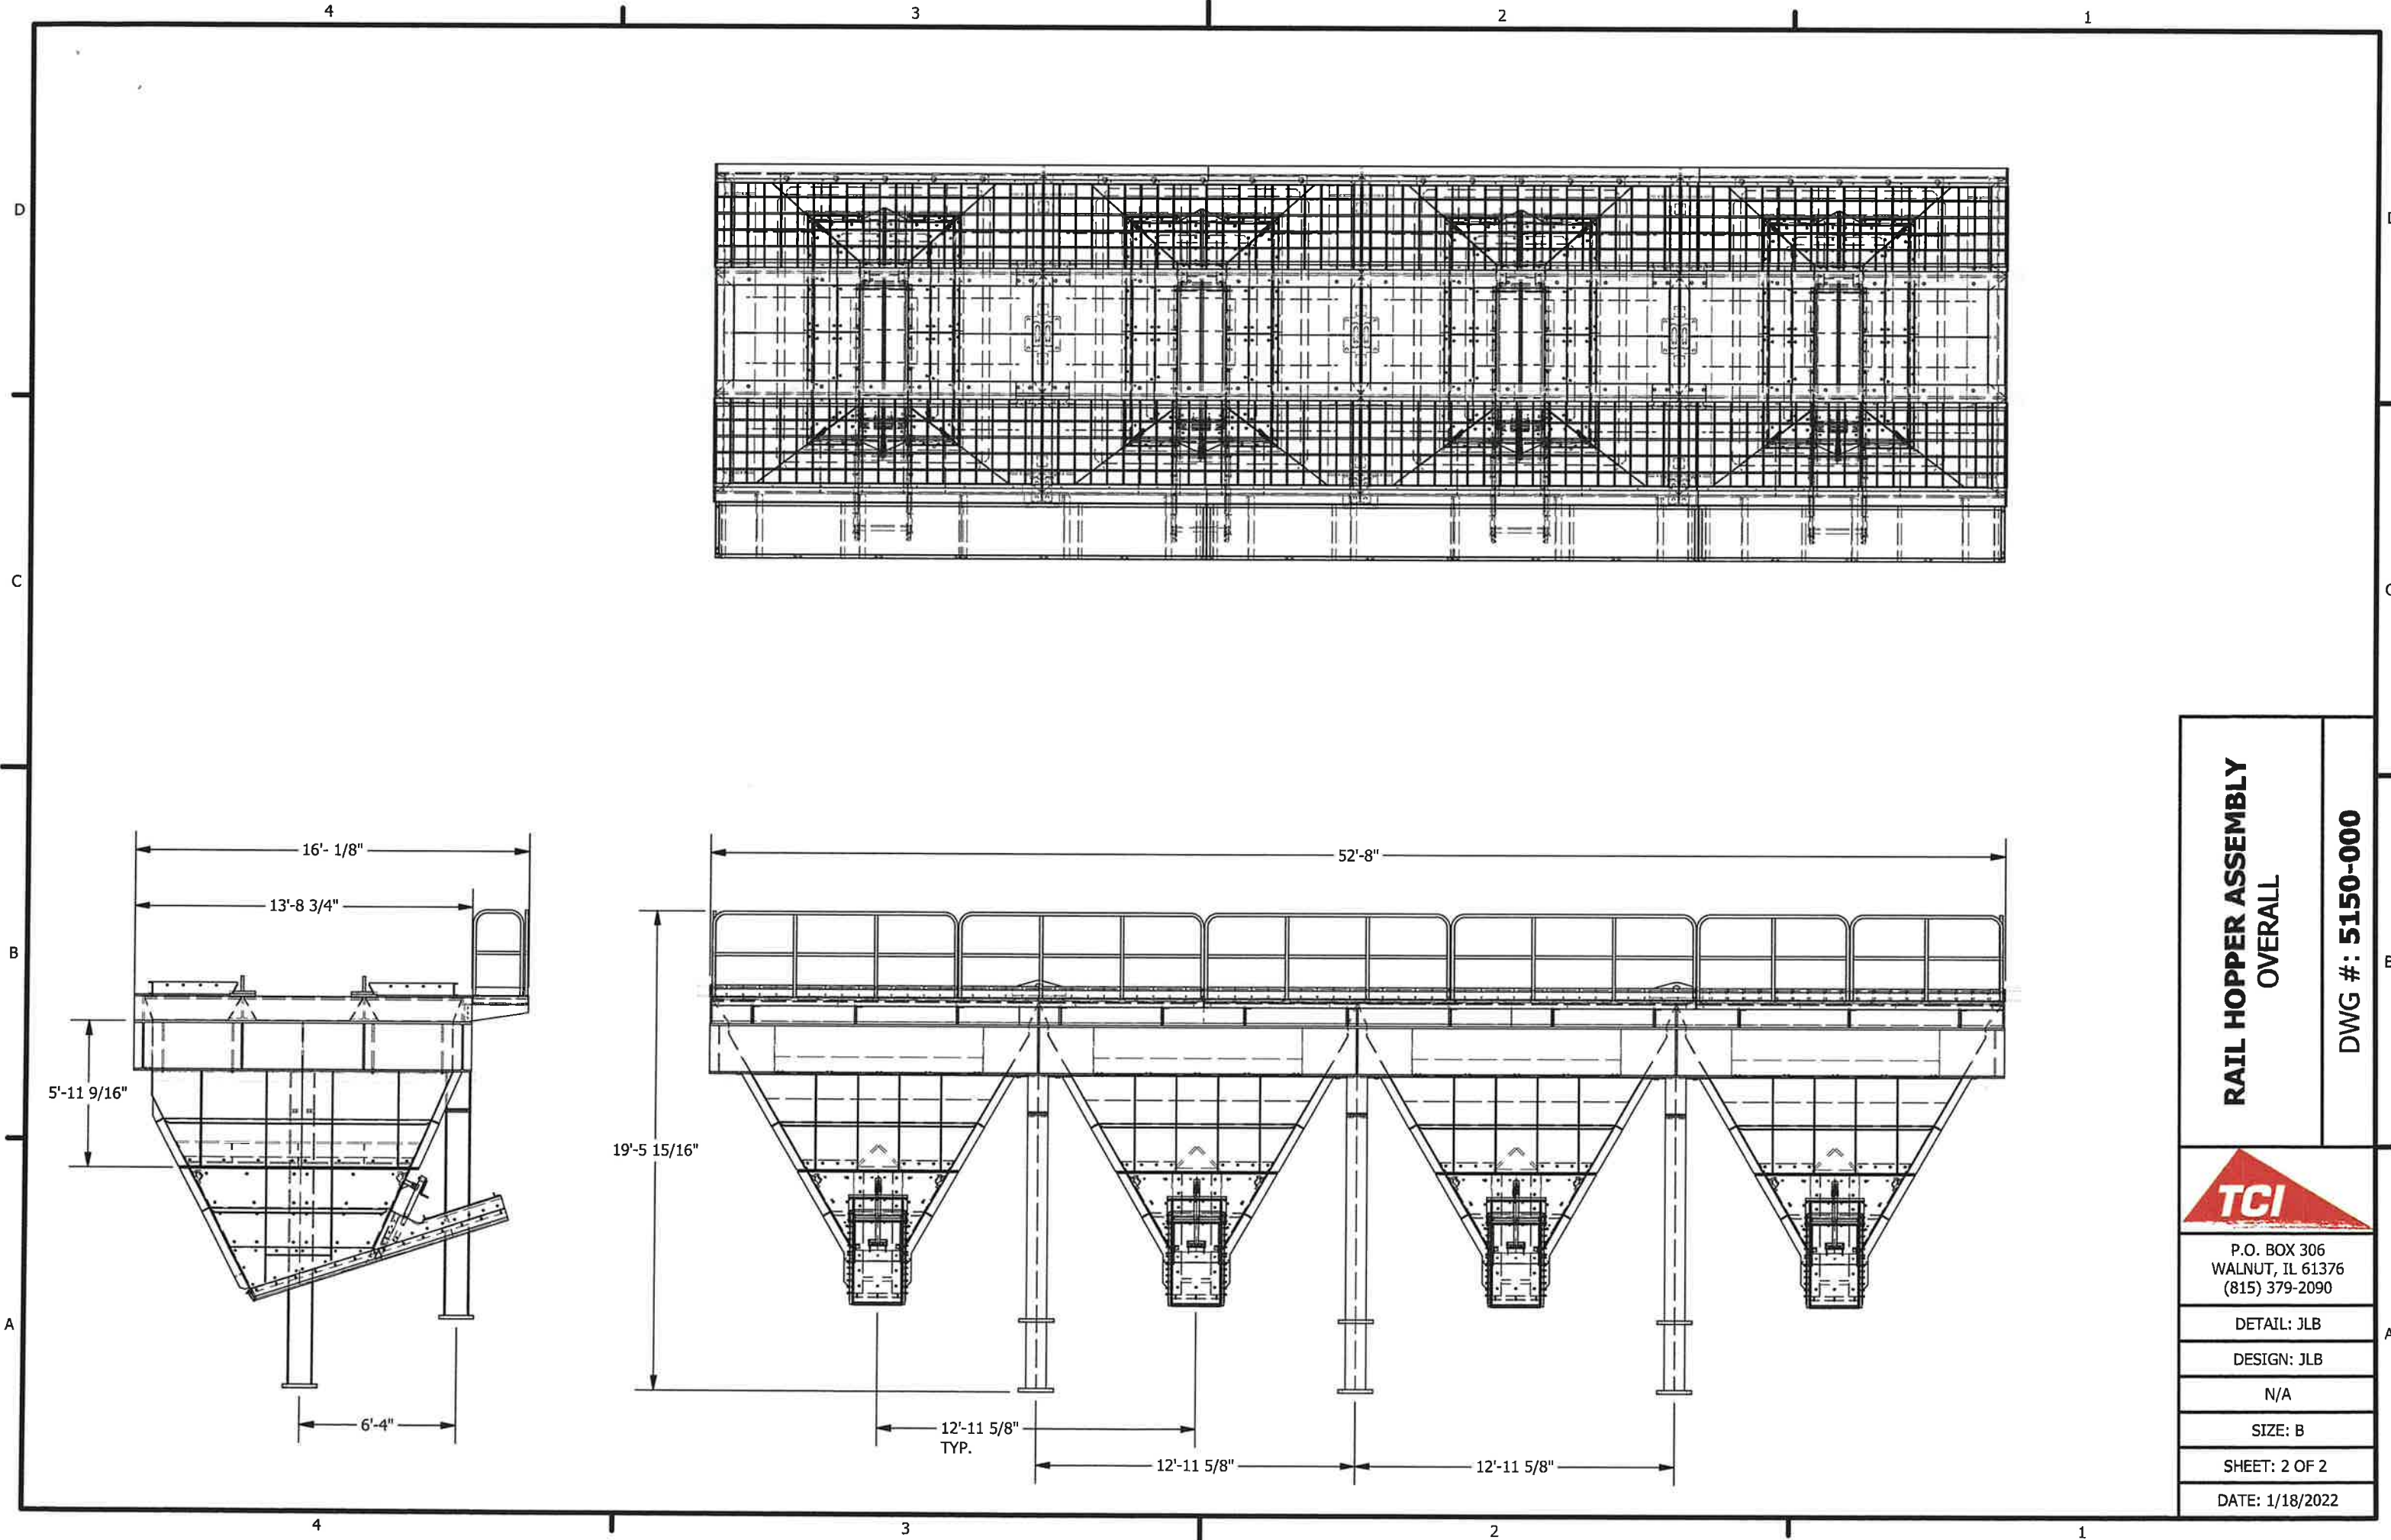 4
3
2
1
D
C
B
A
16'- 1/8"
13'-8 3/4"
5'-11 9/16"
6'-4"
52'-8"
19'-5 15/16"
12'-11 5/8"
TYP.
12'-11 5/8"
12'-11 5/8"
RAIL HOPPER ASSEMBLY
OVERALL
DWG #: 5150-000
TCI
P.O. BOX 306
WALNUT, IL 61376
(815) 379-2090
DETAIL: JLB
DESIGN: JLB
N/A
SIZE: B
SHEET: 2 OF 2
DATE: 1/18/2022
B
4
3
2
1